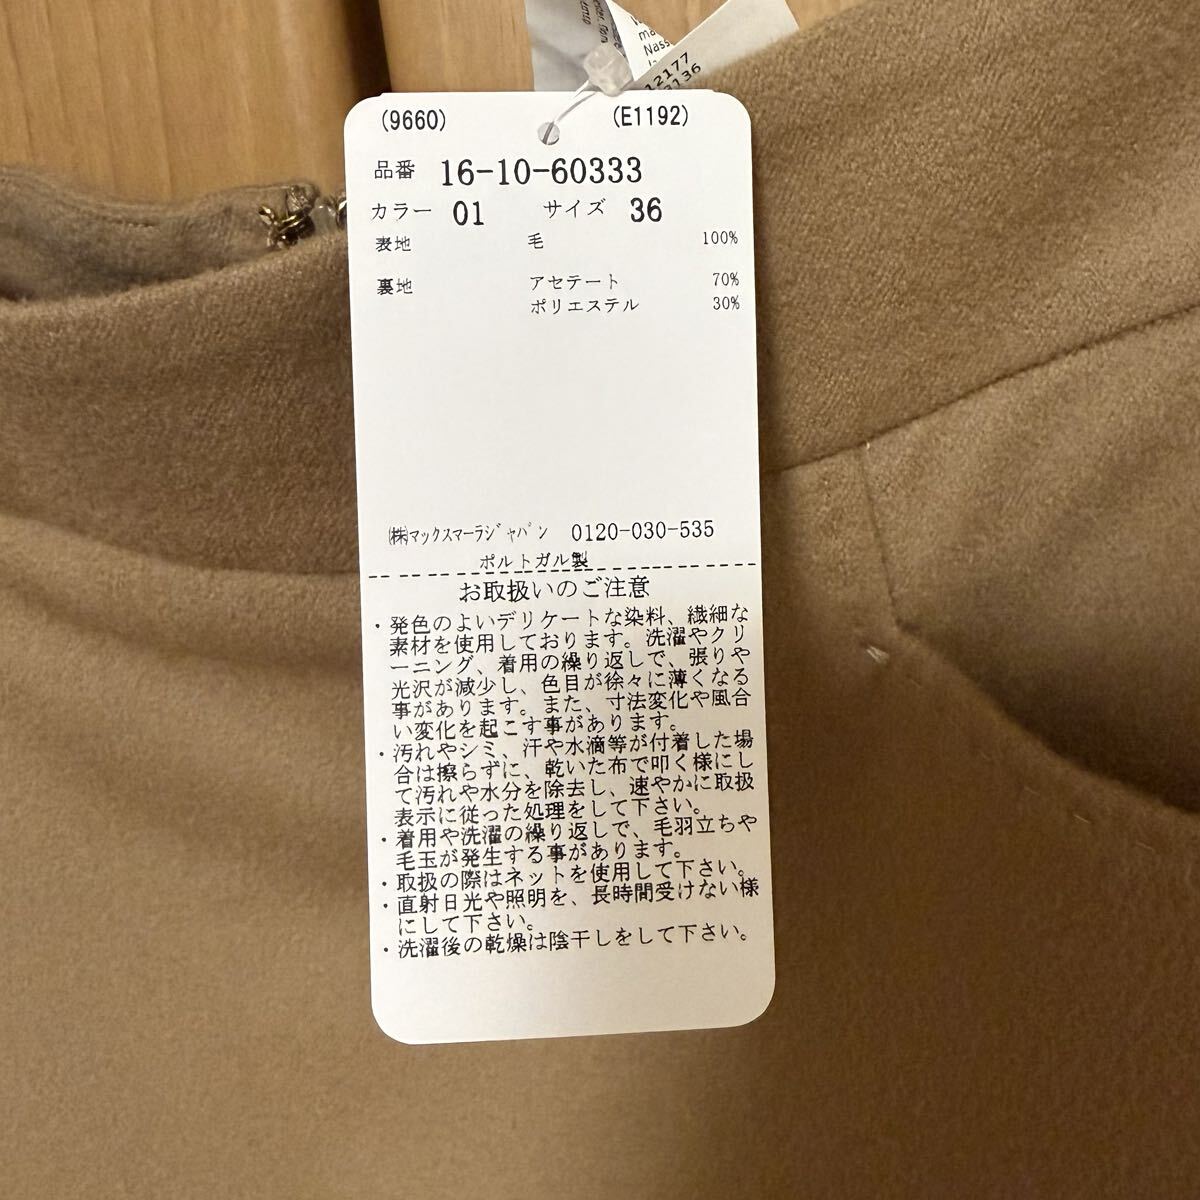 12177
(9660) (E1192)
品番 16-10-60333
カラー 01 サイズ 36
表地 毛 100%
裏地 アセテート 70%
ポリエステル 30%
㈱マックスマーラジャパン 0120-030-535
ポルトガル製
お取扱いのご注意
・発色のよいデリケートな染料、繊細な
素材を使用しております。洗濯やクリ
ーニング、着用の繰り返しで、張りや
光沢が減少し、色目が徐々に薄くなる
事があります。また、寸法変化や風合
い変化を起こす事があります。
・汚れやシミ、汗や水滴等が付着した場
合は擦らずに、乾いた布で叩く様にし
て汚れや水分を除去し、速やかに取扱
表示に従った処理をして下さい。
・着用や洗濯の繰り返しで、毛羽立ちや
毛玉が発生する事があります。
・取扱の際はネットを使用して下さい。
・直射日光や照明を、長時間受けない様
にして下さい。
・洗濯後の乾燥は陰干しをして下さい。